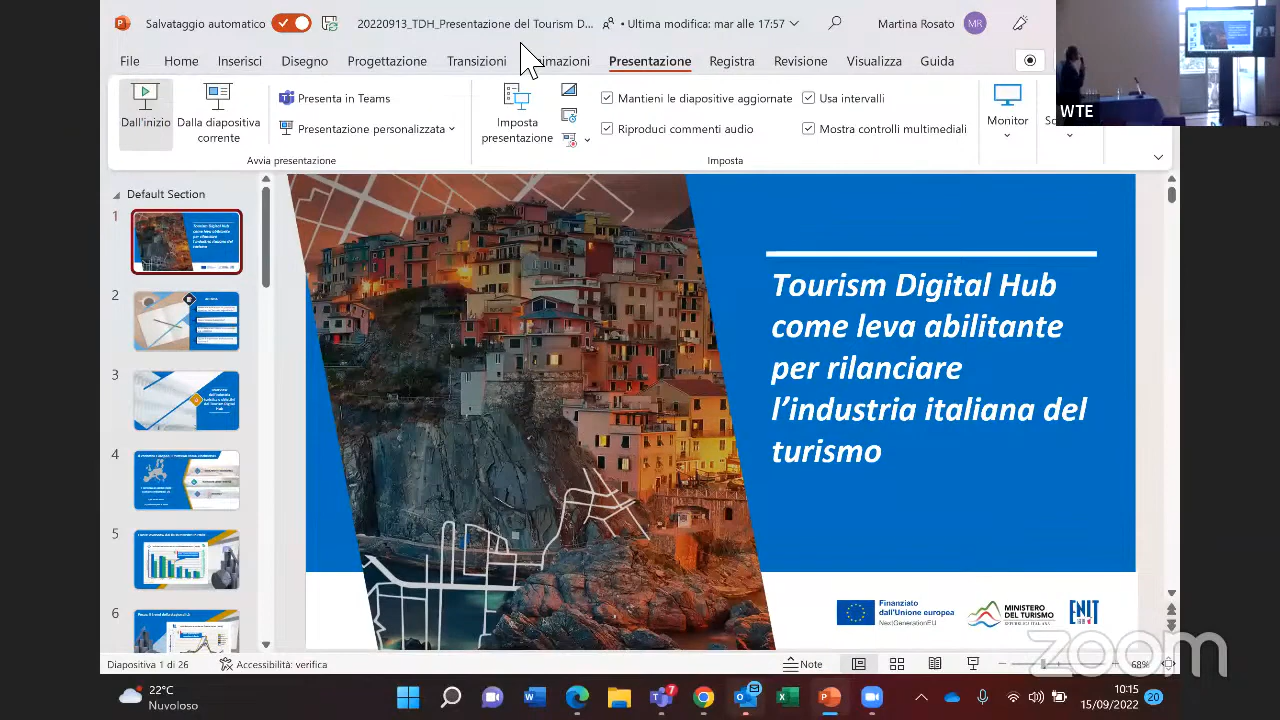 Salvataggio automatico
20220913_TDH_Presentazione del Tourism D... • Ultima modifica: mar alle 17:57
Martina Rosato MR
File Home Inserisci Disegno Progettazione Transizioni Presentazione Registra Revisione Visualizza Guida
Dall'inizio
Dalla diapositiva corrente
Presenta in Teams
Presentazione personalizzata
Avvia presentazione
Imposta presentazione
Mantieni le diapositive aggiornate
Riproduci commenti audio
Usa intervalli
Mostra controlli multimediali
Imposta
Monitor
WTE
Default Section
1
2
3
4
5
6
Tourism Digital Hub
come leva abilitante
per rilanciare
l'industria italiana del
turismo
Finanziato
dall'Unione europea
NextGenerationEU
MINISTERO
DEL TURISMO
REPUBBLICA ITALIANA
ENIT
zoom
Diapositiva 1 di 26
Accessibilità: verifica
Note
68%
22°C
Nuvoloso
7
10:15
15/09/2022
20